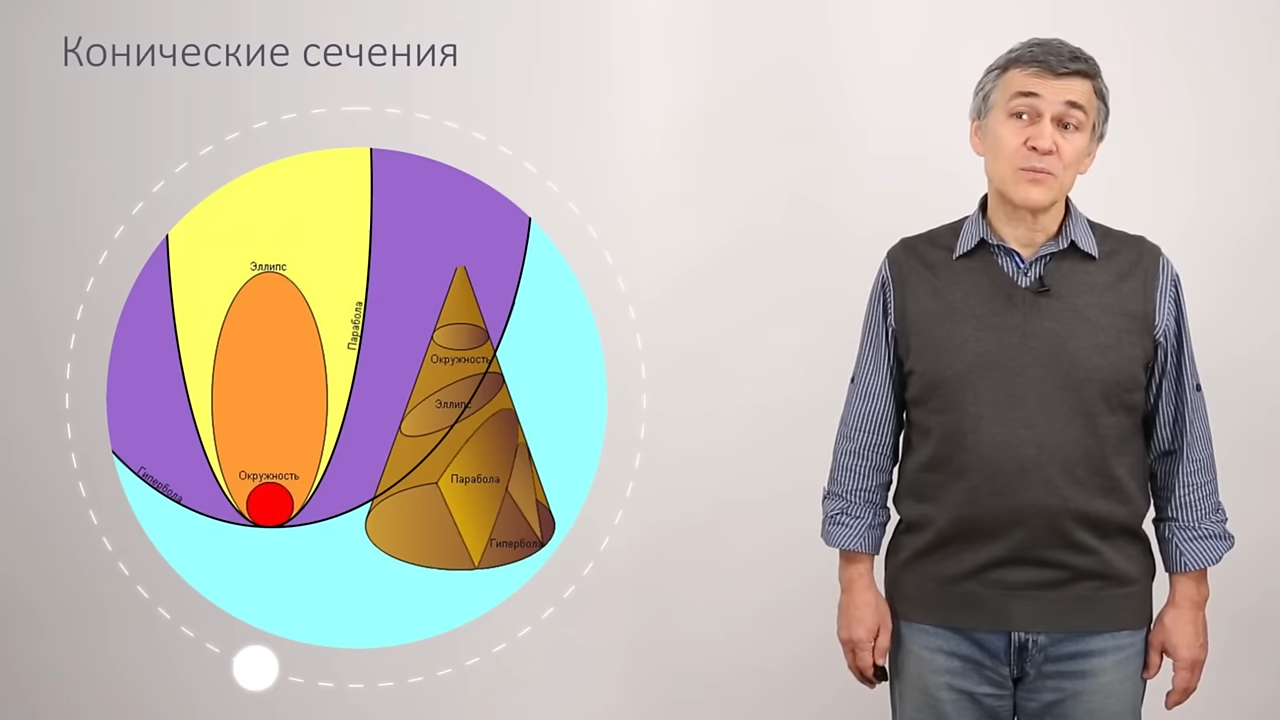 Конические сечения
Эллипс
Парабола
Окружность
Эллипс
Окружность
Парабола
Гипербола
Гипербола